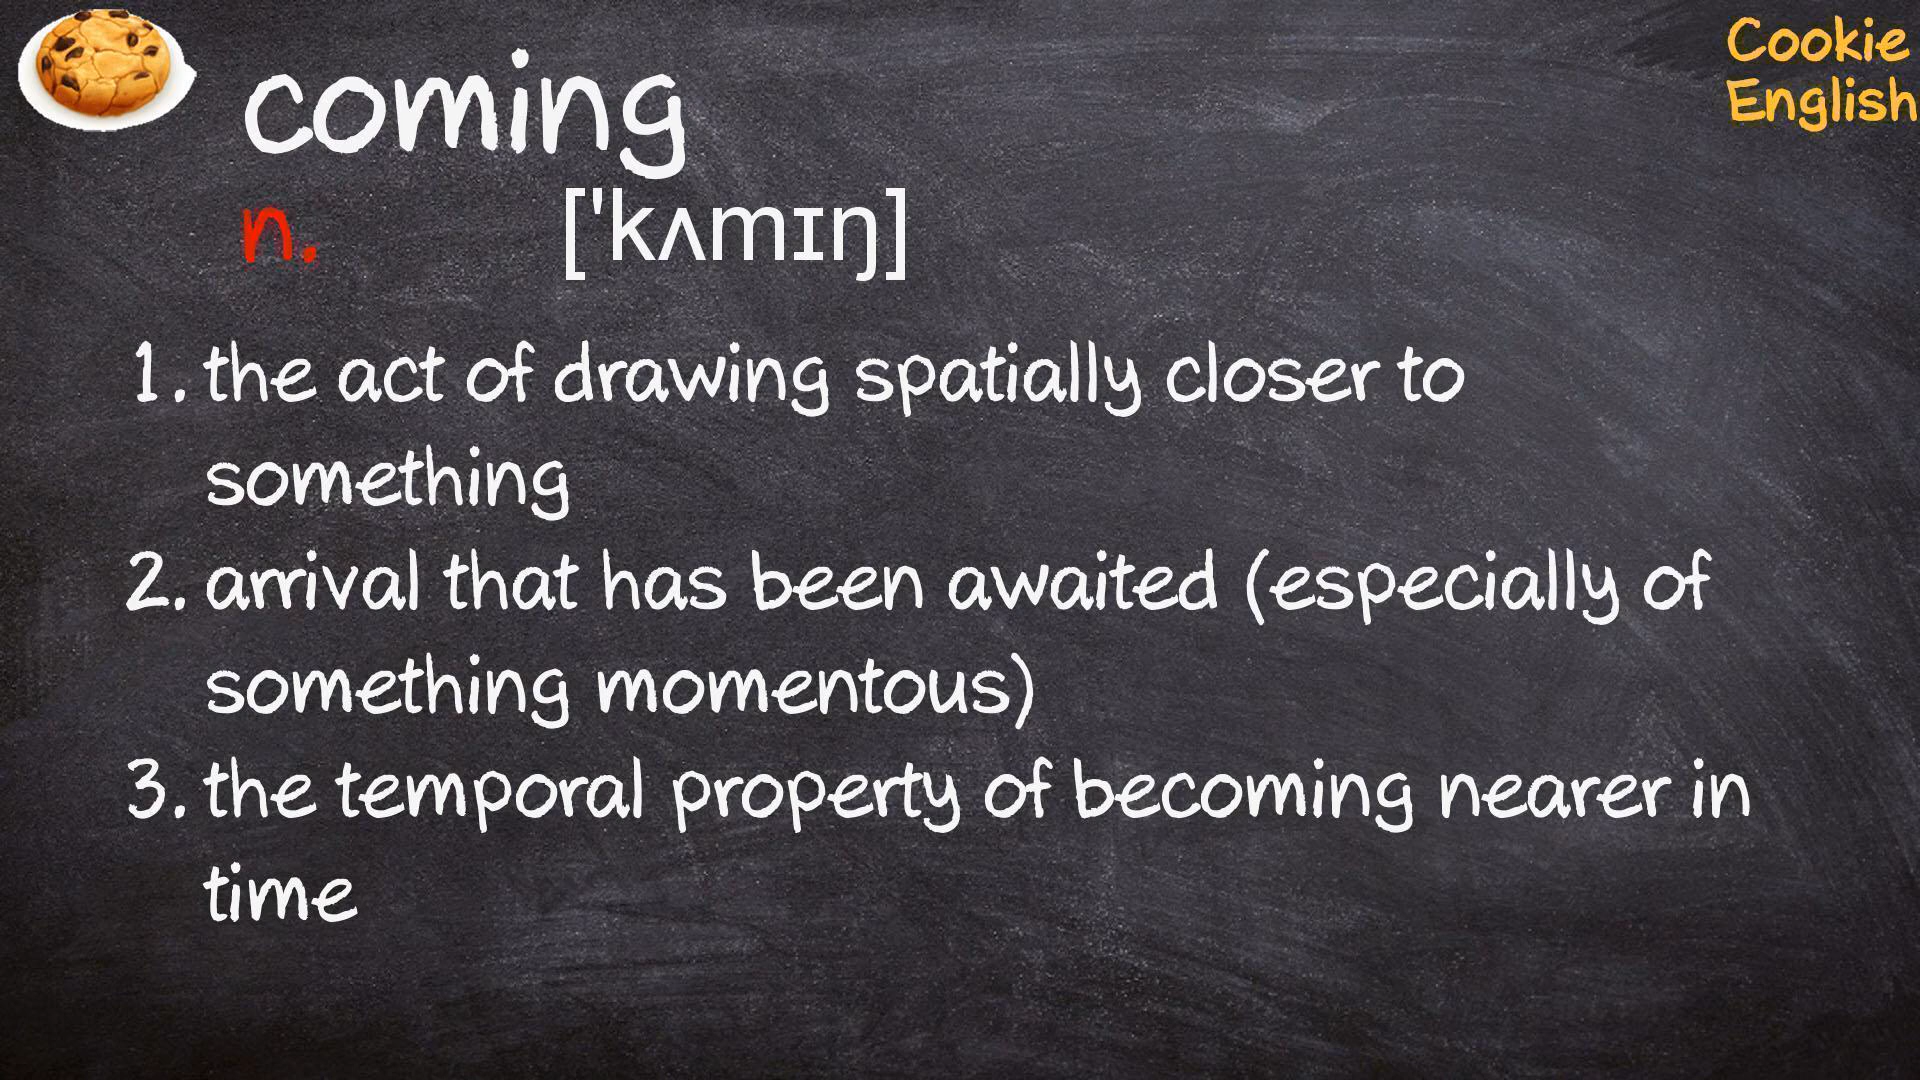 coming
Cookie
English
n. ['kʌmɪŋ]
1. the act of drawing spatially closer to
something
2. arrival that has been awaited (especially of
something momentous)
3. the temporal property of becoming nearer in
time